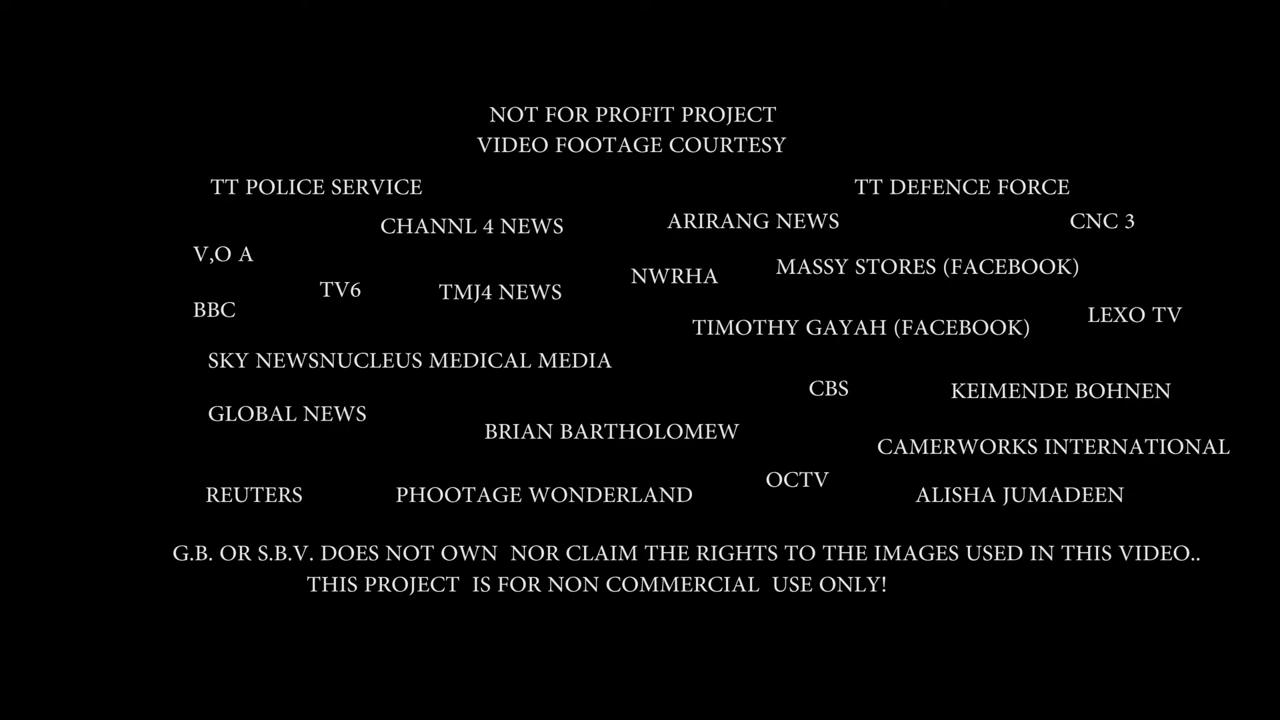 NOT FOR PROFIT PROJECT
VIDEO FOOTAGE COURTESY
TT POLICE SERVICE
TT DEFENCE FORCE
CHANNL 4 NEWS
ARIRANG NEWS
CNC 3
V,O A
MASSY STORES (FACEBOOK)
NWRHA
TV6
TMJ4 NEWS
BBC
LEXO TV
TIMOTHY GAYAH (FACEBOOK)
SKY NEWSNUCLEUS MEDICAL MEDIA
CBS
KEIMENDE BOHNEN
GLOBAL NEWS
BRIAN BARTHOLOMEW
CAMERWORKS INTERNATIONAL
OCTV
REUTERS
PHOOTAGE WONDERLAND
ALISHA JUMADEEN
G.B. OR S.B.V. DOES NOT OWN  NOR CLAIM THE RIGHTS TO THE IMAGES USED IN THIS VIDEO..
THIS PROJECT  IS FOR NON COMMERCIAL  USE ONLY!